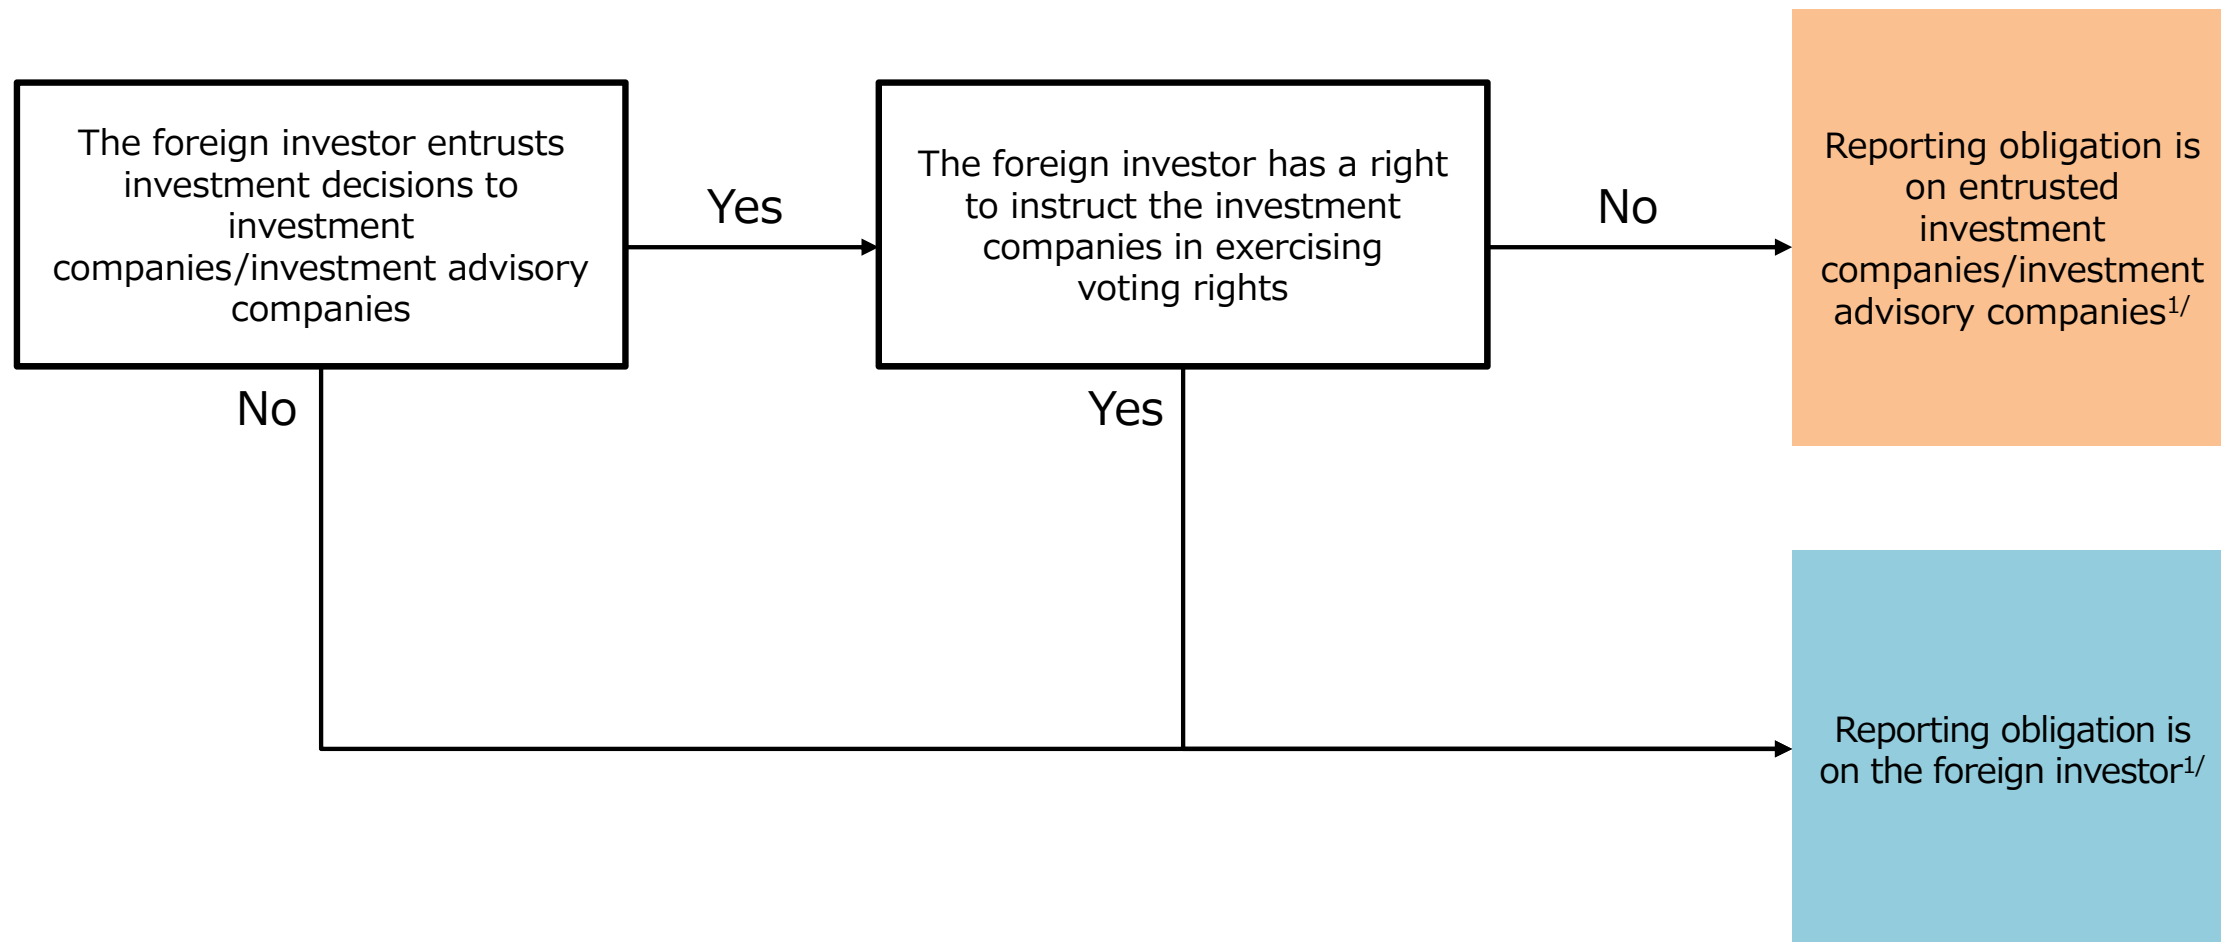 The foreign investor entrusts
investment decisions to
investment
companies/investment advisory
companies
Yes
No
The foreign investor has a right
to instruct the investment
companies in exercising
voting rights
No
Yes
Reporting obligation is
on entrusted
investment
companies/investment
advisory companies1/
Reporting obligation is
on the foreign investor1/